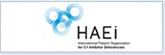 HAEi
International Patient Organization
for C1 Inhibitor Deficiencies